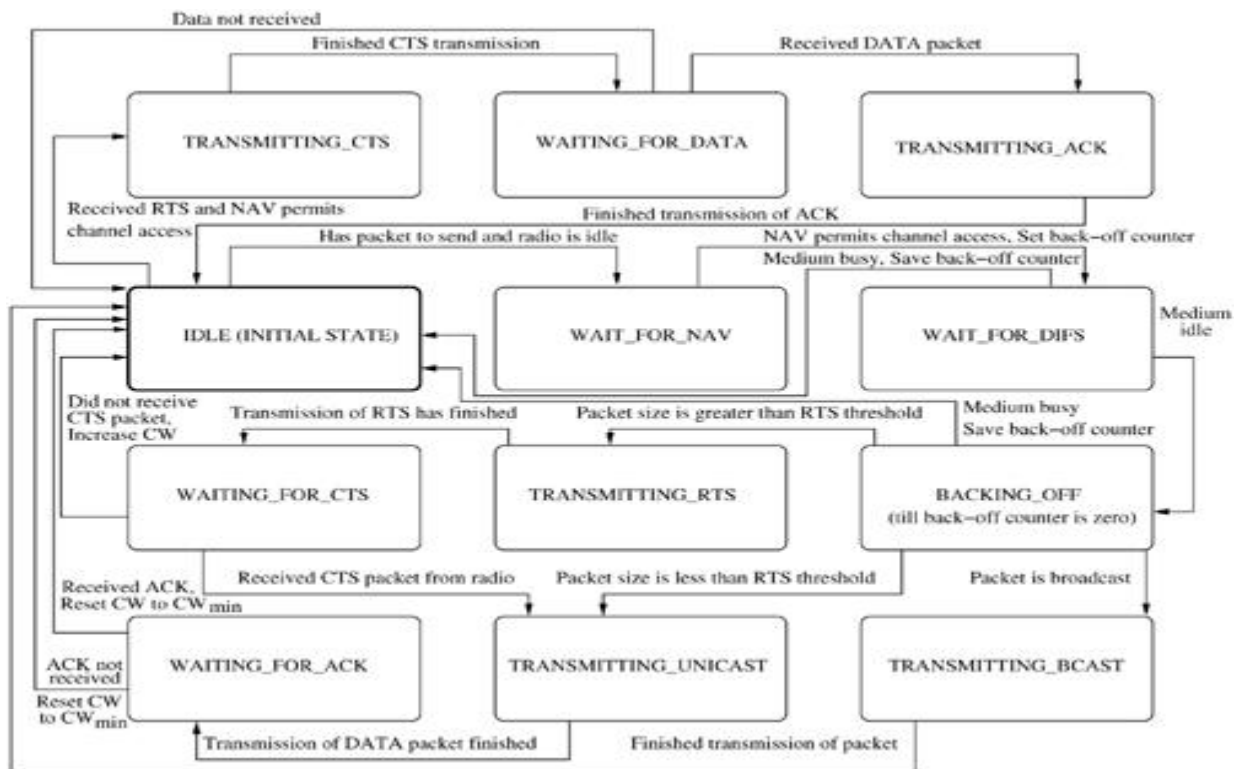 Data not received
Finished CTS transmission
Received DATA packet
TRANSMITTING_CTS
WAITING_FOR_DATA
TRANSMITTING_ACK
Received RTS and NAV permits
channel access
Finished transmission of ACK
Has packet to send and radio is idle
NAV permits channel access, Set back-off counter
Medium busy, Save back-off counter
IDLE (INITIAL STATE)
WAIT_FOR_NAV
WAIT_FOR_DIFS
Medium
idle
Did not receive
CTS packet,
Increase CW
Transmission of RTS has finished
Packet size is greater than RTS threshold
Medium busy
Save back-off counter
WAITING_FOR_CTS
TRANSMITTING_RTS
BACKING_OFF
(till back-off counter is zero)
Received ACK,
Reset CW to CWmin
Received CTS packet from radio
Packet size is less than RTS threshold
Packet is broadcast
WAITING_FOR_ACK
TRANSMITTING_UNICAST
TRANSMITTING_BCAST
ACK not
received
Reset CW
to CWmin
Transmission of DATA packet finished
Finished transmission of packet